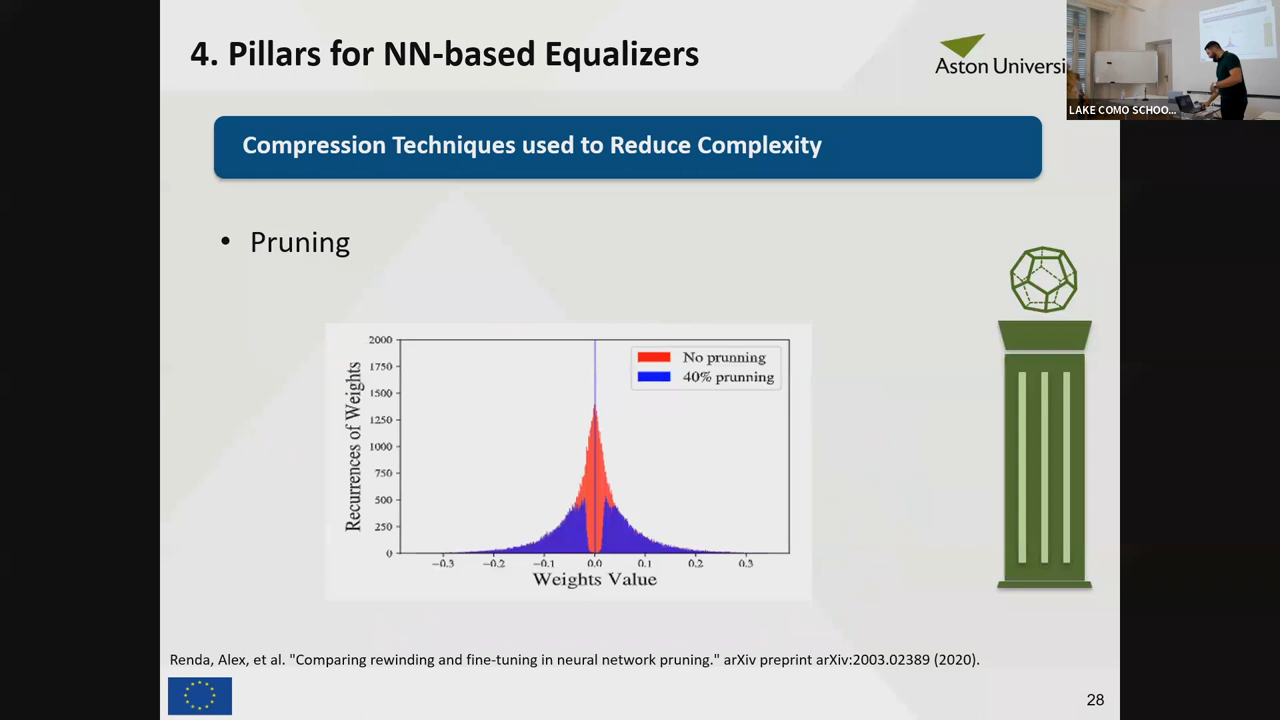 4. Pillars for NN-based Equalizers
Aston Universi
LAKE COMO SCHOO...
Compression Techniques used to Reduce Complexity
• Pruning
Recurrences of Weights
2000
1750
1500
1250
1000
750
500
250
0
No prunning
40% prunning
−0.3 −0.2 −0.1 0.0 0.1 0.2 0.3
Weights Value
Renda, Alex, et al. "Comparing rewinding and fine-tuning in neural network pruning." arXiv preprint arXiv:2003.02389 (2020).
28